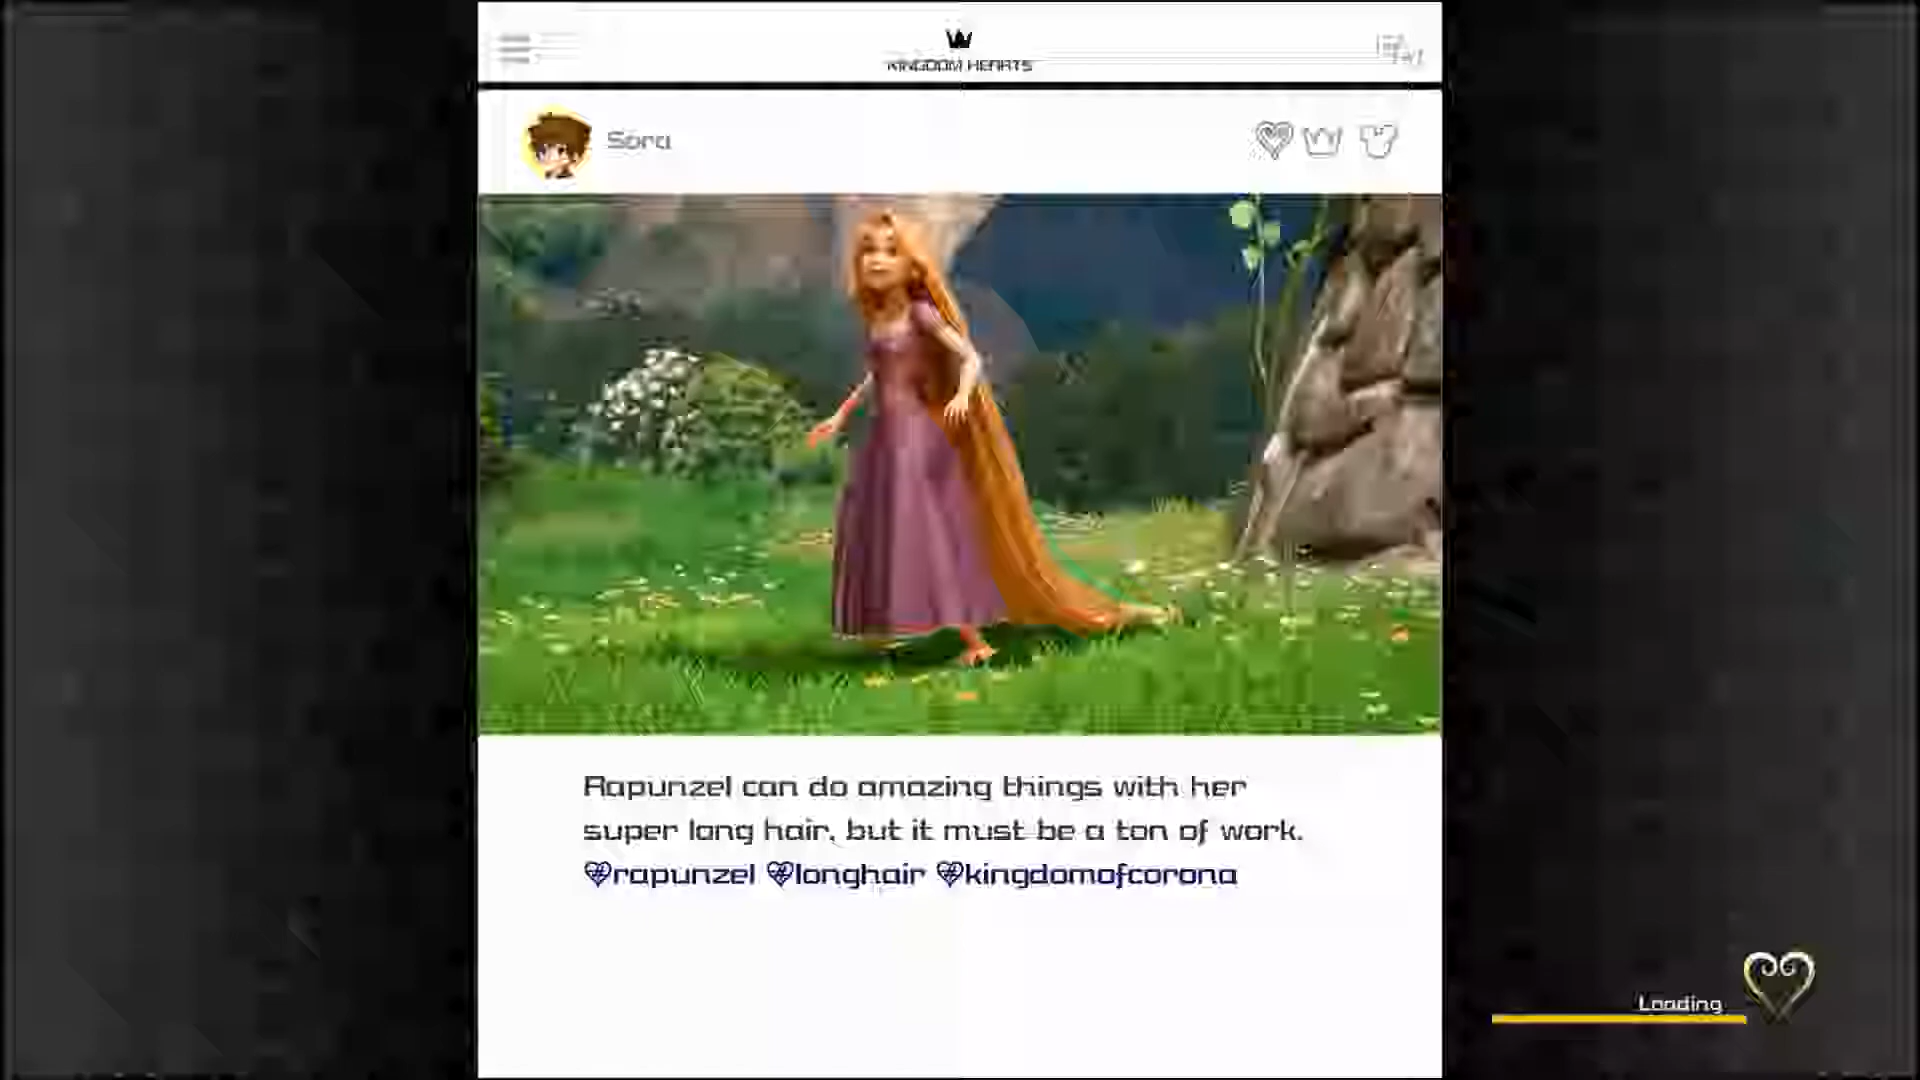 KINGDOM HEARTS
Sora
Rapunzel can do amazing things with her
super long hair, but it must be a ton of work.
rapunzel longhair kingdomofcorona
Loading